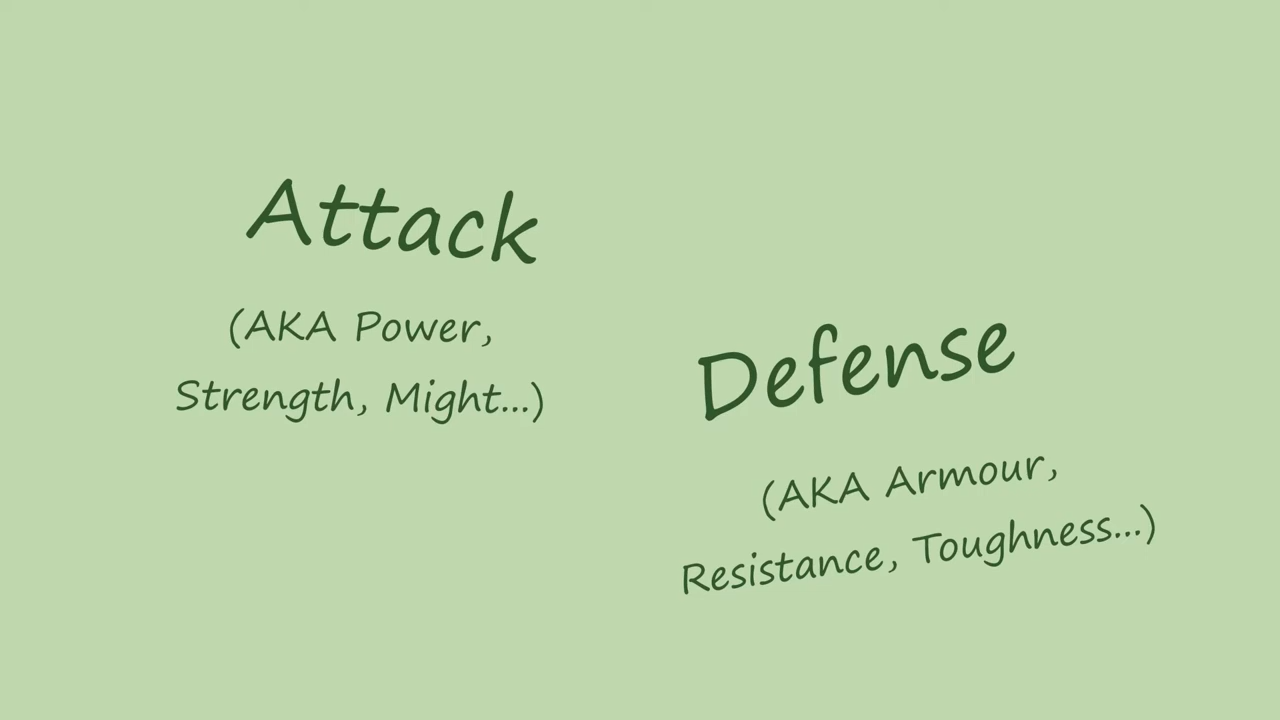 Attack
(AKA Power,
Strength, Might...)
Defense
(AKA Armour,
Resistance, Toughness...)